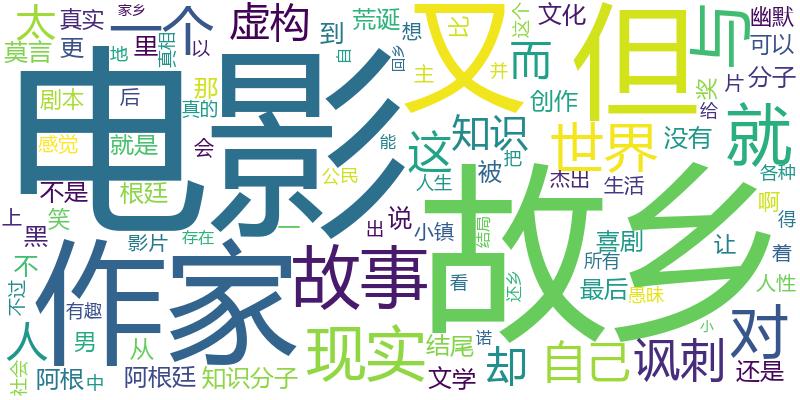 太
真实
家乡
一个
虚构
荒诞
想
比
这个
文化
与
幽默
莫言
更
地
里
真相
以
到
自
回乡
又
而
但
奖
片
可以
分子
剧本
后
那
真的
电影
主
并
创作
给
感觉
就是
会
能
这
知识
世界
没有
就
不是
根廷
公民
人生
被
把
杰出
生活
各种
啊
上
黑
笑
影片
存在
一
出
说
小镇
结局
故乡
喜剧
所有
让
得
着
不
不过
有趣
作家
故事
看
还乡
最后
愚昧
人性
人
男
从
现实
结尾
诺
却
自己
讽刺
对
小
社会
阿根
中
阿根廷
知识分子
文学
还是